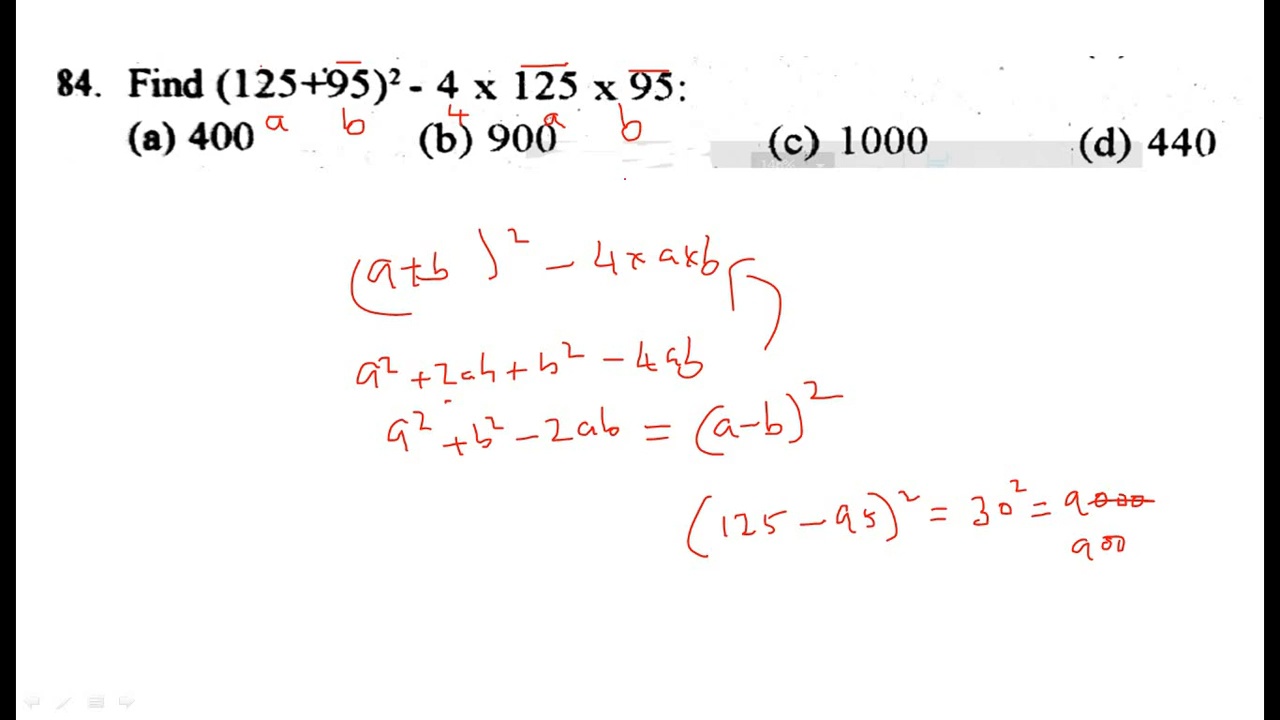 84. Find (125+95)² - 4 x 125 x 95:
a b 4 a b
(a) 400 (b) 900 (c) 1000 (d) 440
(a+b)² - 4×a×b
a² + 2ab + b² - 4ab
a² + b² - 2ab = (a-b)²
(125-95)² = 30² = 9000
900